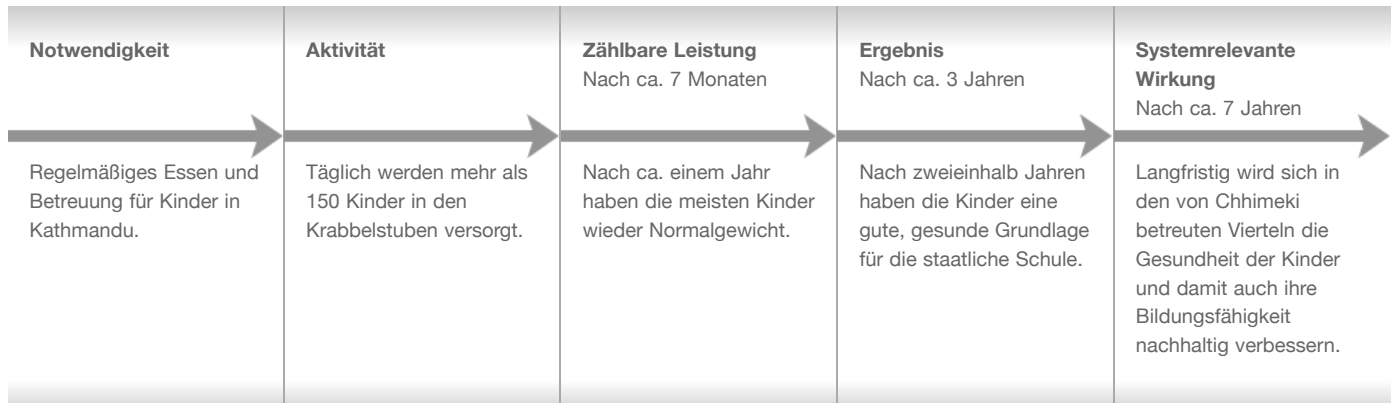 Notwendigkeit
Aktivität
Zählbare Leistung
Nach ca. 7 Monaten
Ergebnis
Nach ca. 3 Jahren
Systemrelevante
Wirkung
Nach ca. 7 Jahren
Regelmäßiges Essen und
Betreuung für Kinder in
Kathmandu.
Täglich werden mehr als
150 Kinder in den
Krabbelstuben versorgt.
Nach ca. einem Jahr
haben die meisten Kinder
wieder Normalgewicht.
Nach zweieinhalb Jahren
haben die Kinder eine
gute, gesunde Grundlage
für die staatliche Schule.
Langfristig wird sich in
den von Chhimeki
betreuten Vierteln die
Gesundheit der Kinder
und damit auch ihre
Bildungsfähigkeit
nachhaltig verbessern.